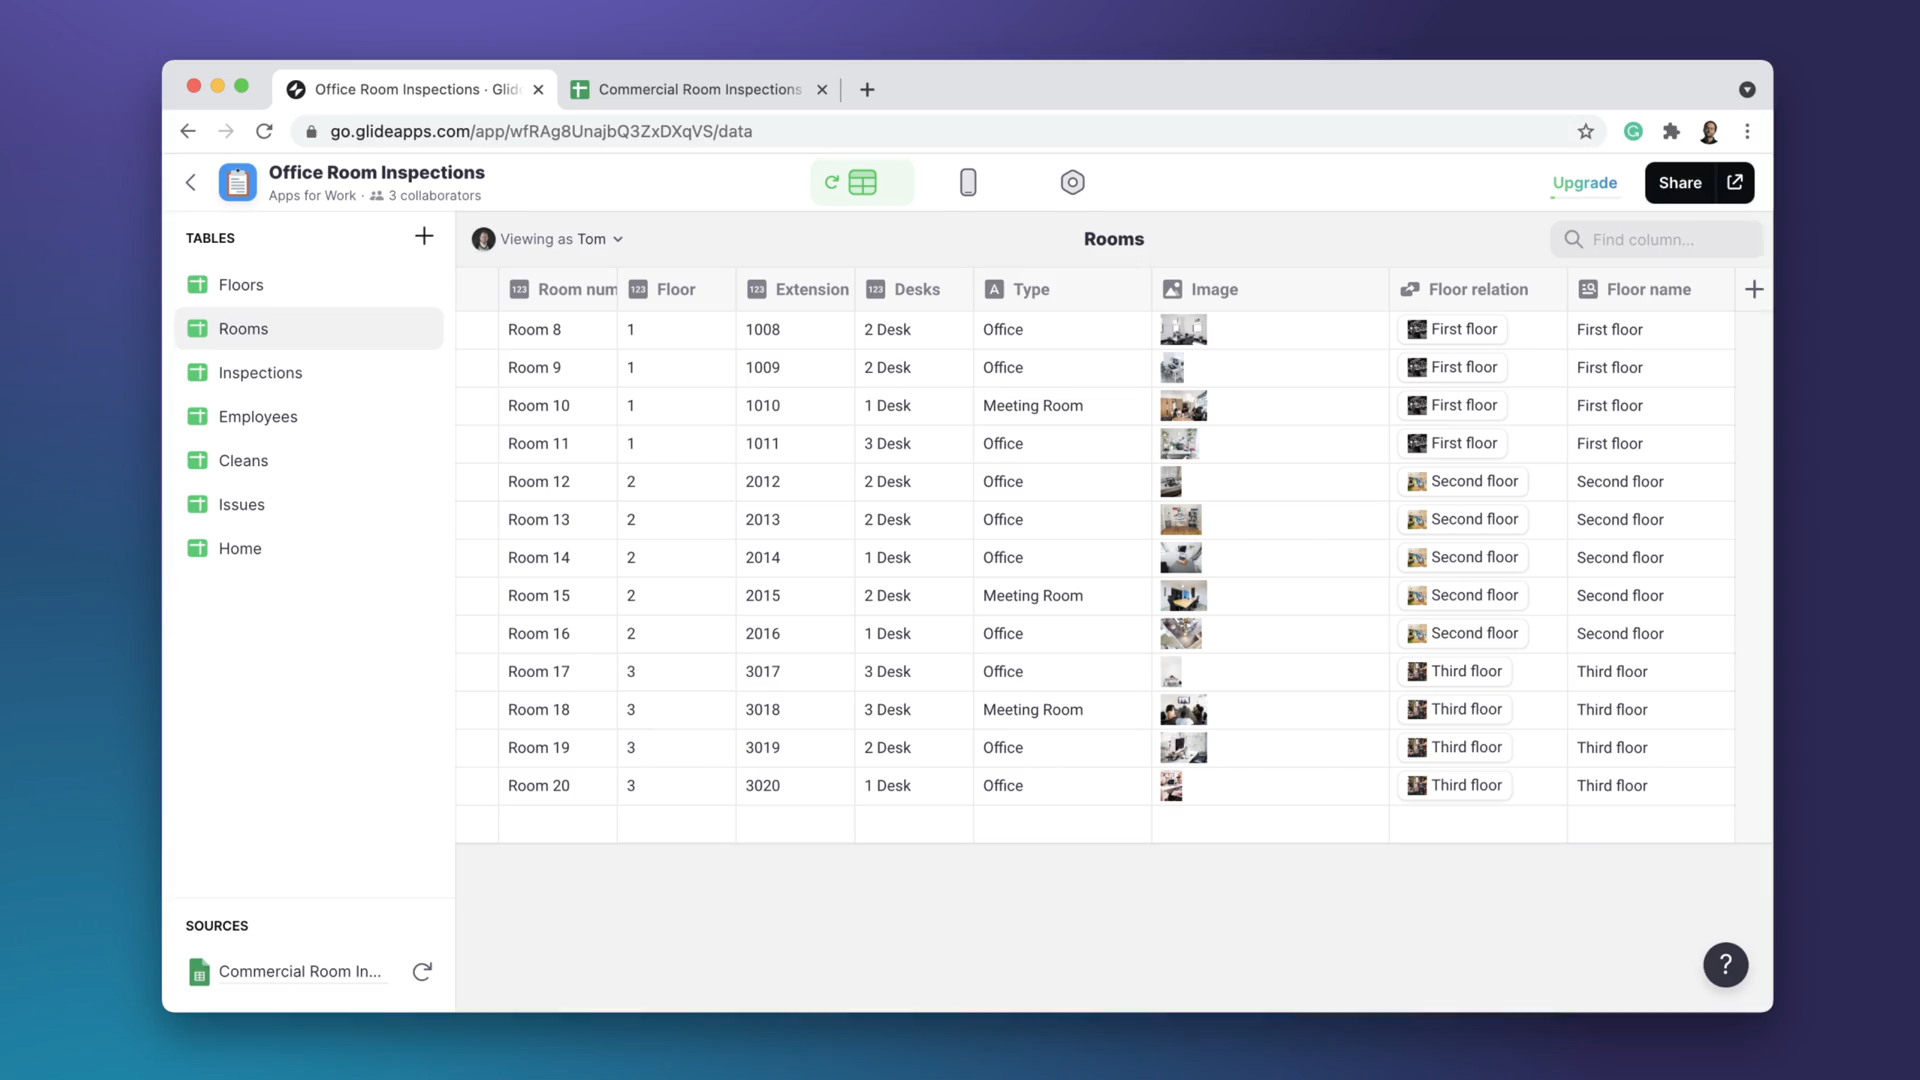 Office Room Inspections · Glid
Commercial Room Inspections
go.glideapps.com/app/wfRAg8UnajbQ3ZxDXqVS/data
Office Room Inspections
Apps for Work · 3 collaborators
Upgrade
Share
TABLES
Viewing as Tom
Rooms
Find column...
Floors
Rooms
Inspections
Employees
Cleans
Issues
Home
123 Room num 123 Floor 123 Extension 123 Desks A Type Image Floor relation Floor name
Room 8 1 1008 2 Desk Office First floor First floor
Room 9 1 1009 2 Desk Office First floor First floor
Room 10 1 1010 1 Desk Meeting Room First floor First floor
Room 11 1 1011 3 Desk Office First floor First floor
Room 12 2 2012 2 Desk Office Second floor Second floor
Room 13 2 2013 2 Desk Office Second floor Second floor
Room 14 2 2014 1 Desk Office Second floor Second floor
Room 15 2 2015 2 Desk Meeting Room Second floor Second floor
Room 16 2 2016 1 Desk Office Second floor Second floor
Room 17 3 3017 3 Desk Office Third floor Third floor
Room 18 3 3018 3 Desk Meeting Room Third floor Third floor
Room 19 3 3019 2 Desk Office Third floor Third floor
Room 20 3 3020 1 Desk Office Third floor Third floor
SOURCES
Commercial Room In...
?